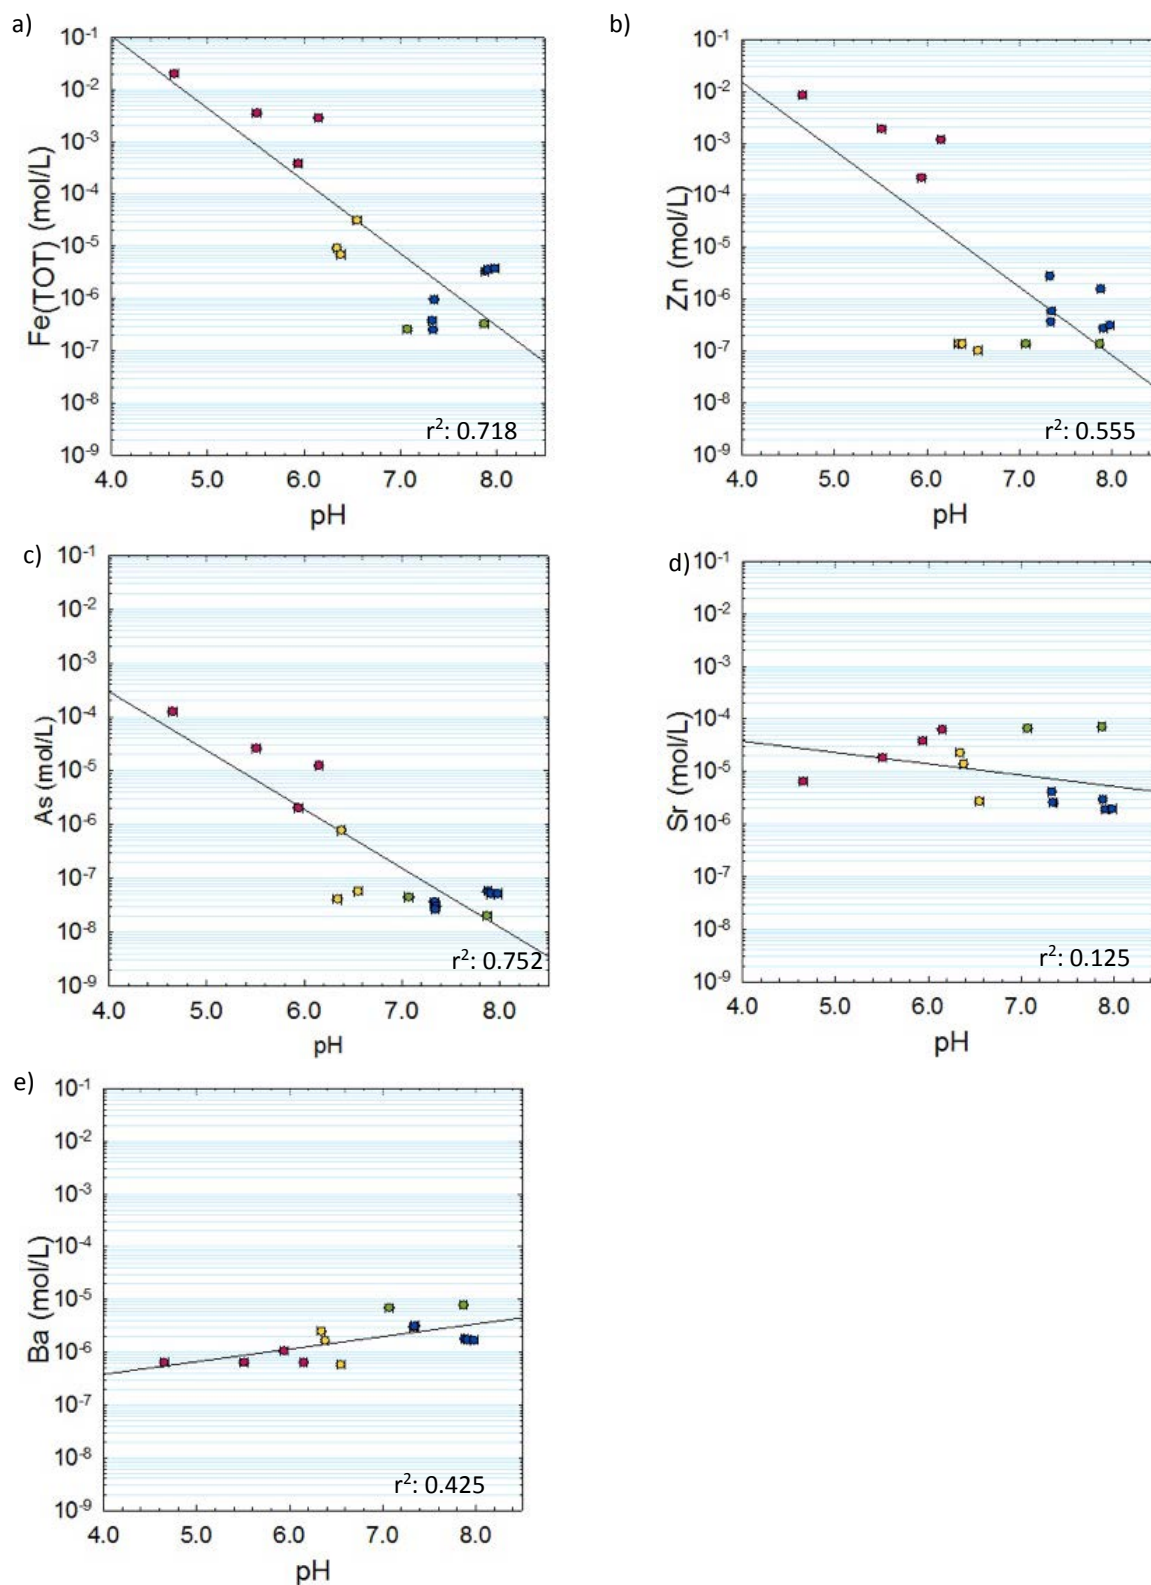 a)
10-1
10-2
10-3
10-4
10-5
10-6
10-7
10-8
10-9
Fe(TOT) (mol/L)
r2: 0.718
4.0 5.0 6.0 7.0 8.0
pH
b)
10-1
10-2
10-3
10-4
10-5
10-6
10-7
10-8
10-9
Zn (mol/L)
r2: 0.555
4.0 5.0 6.0 7.0 8.0
pH
c)
10-1
10-2
10-3
10-4
10-5
10-6
10-7
10-8
10-9
As (mol/L)
r2: 0.752
4.0 5.0 6.0 7.0 8.0
pH
d)
10-1
10-2
10-3
10-4
10-5
10-6
10-7
10-8
10-9
Sr (mol/L)
r2: 0.125
4.0 5.0 6.0 7.0 8.0
pH
e)
10-1
10-2
10-3
10-4
10-5
10-6
10-7
10-8
10-9
Ba (mol/L)
r2: 0.425
4.0 5.0 6.0 7.0 8.0
pH